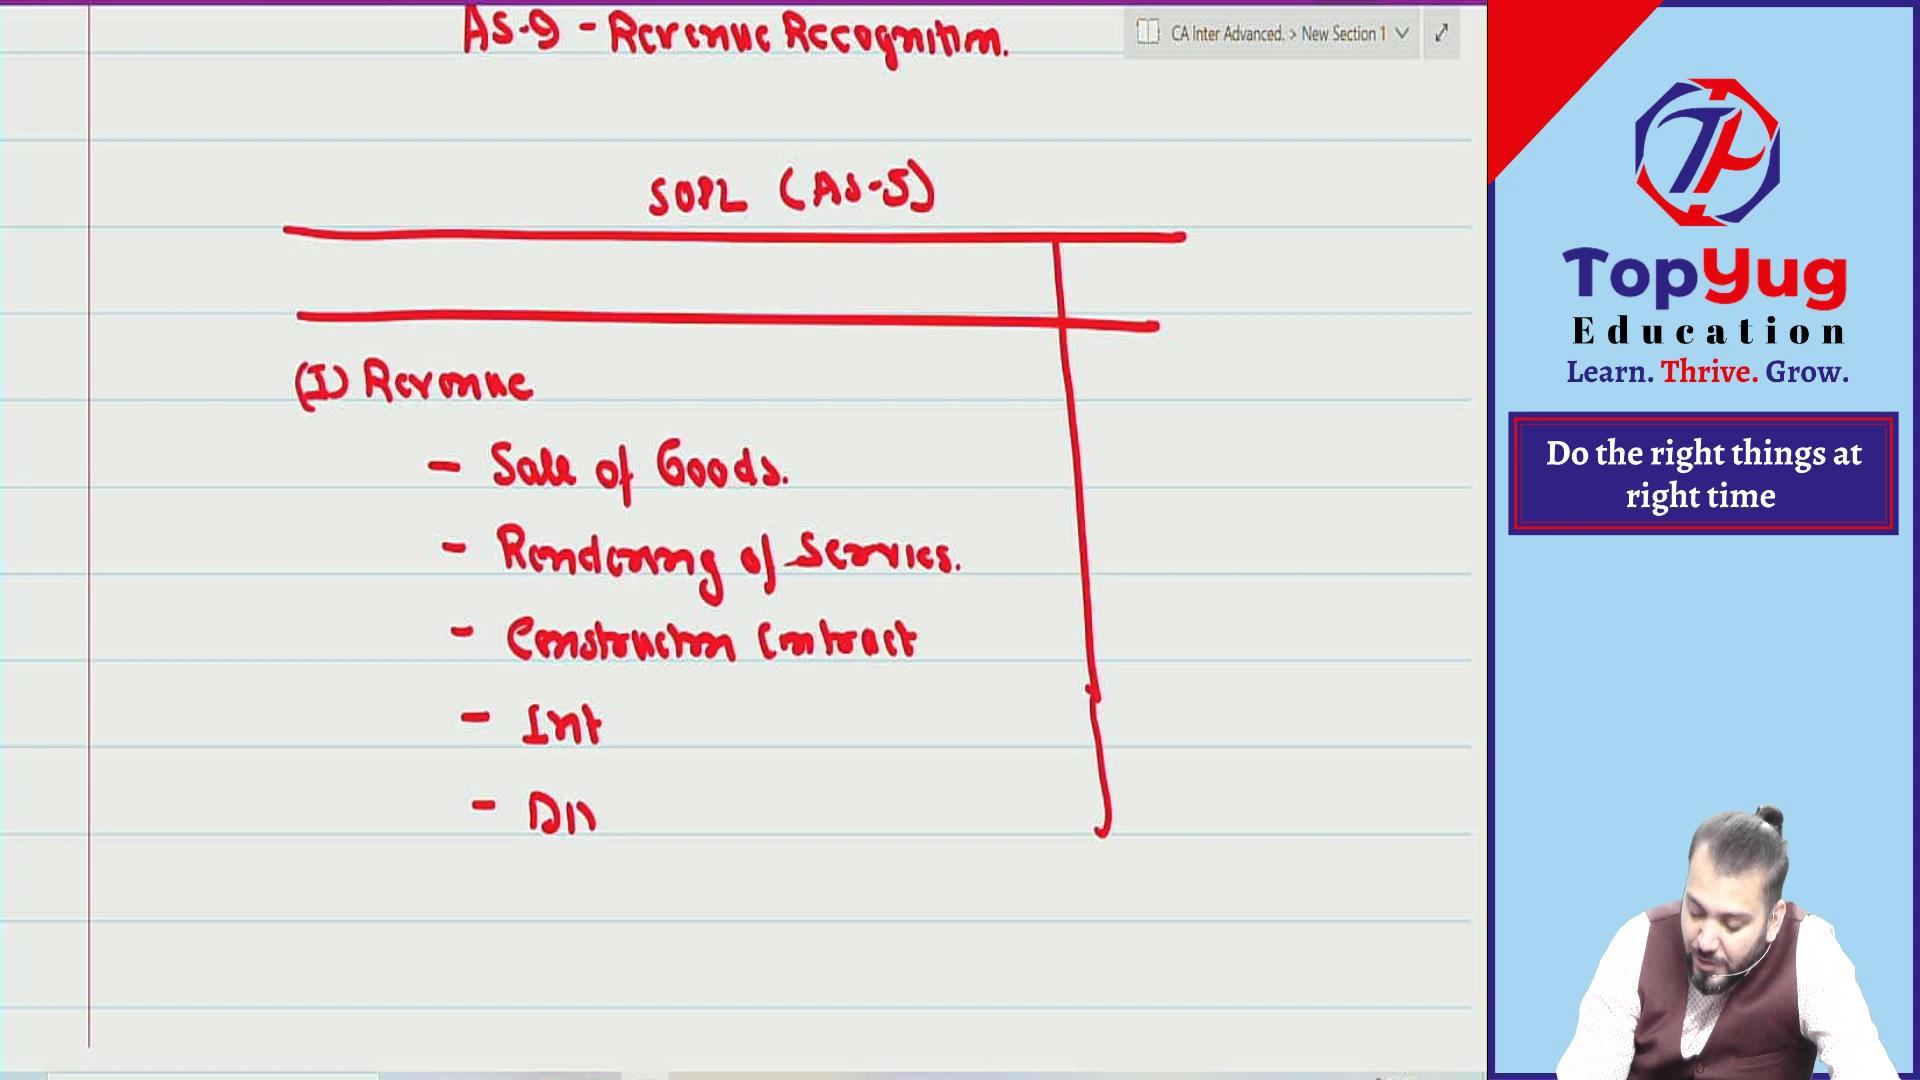 AS-9 - Revenue Recognition.
CA Inter Advanced. > New Section 1
SOPL (AS-5)
(I) Revenue
- Sale of Goods.
- Rendering of Services.
- Construction Contract
- Int
- Div
TopYug
Education
Learn. Thrive. Grow.
Do the right things at
right time